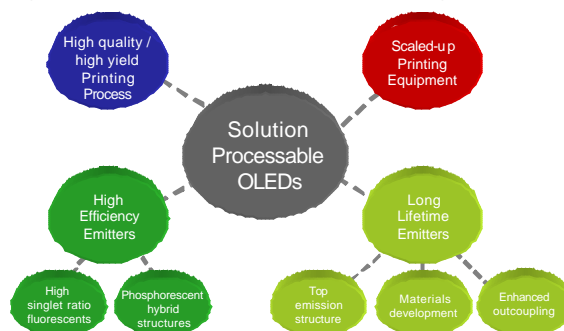 High quality /
high yield
Printing
Process
Scaled-up
Printing
Equipment
Solution
Processable
OLEDs
High
Efficiency
Emitters
Long
Lifetime
Emitters
High
singlet ratio
fluorescents
Phosphorescent
hybrid
structures
Top
emission
structure
Materials
development
Enhanced
outcoupling